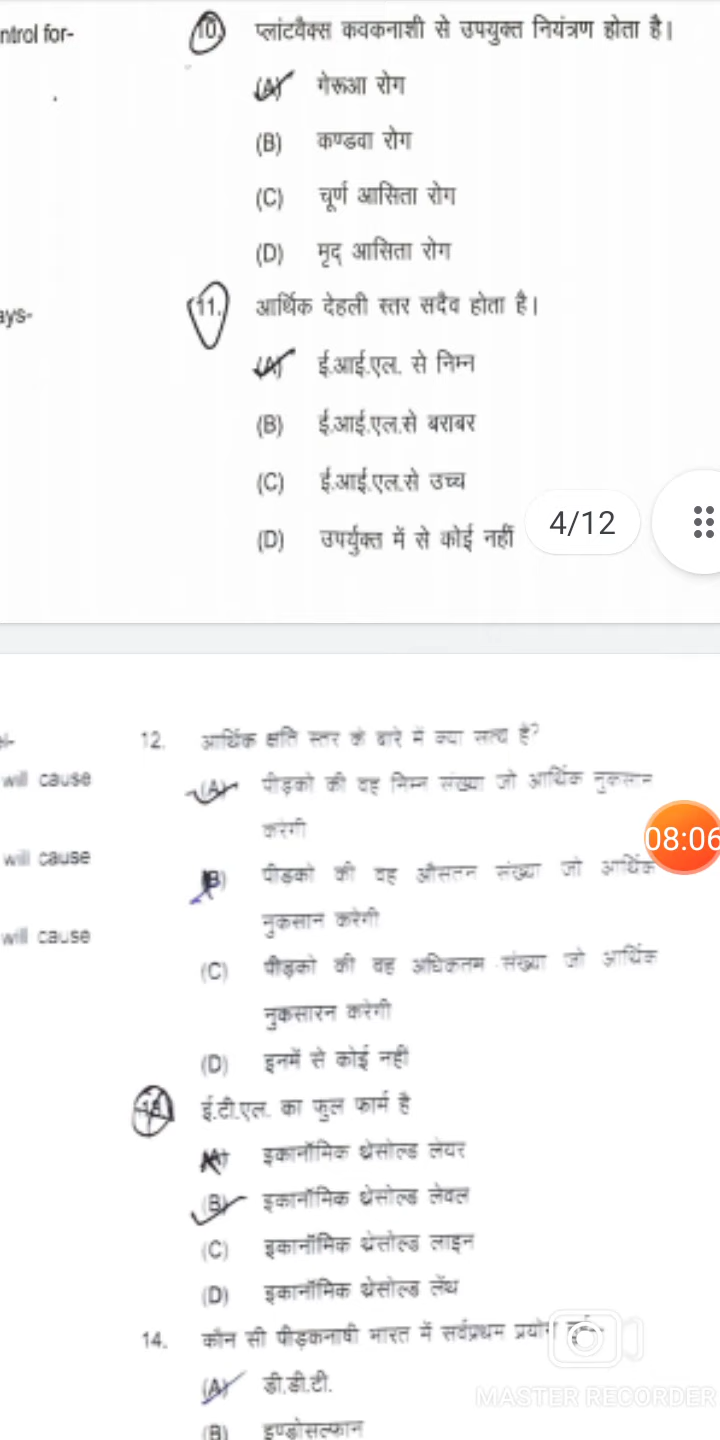 ntrol for-
10. प्लांटवैक्स कवकनाशी से उपयुक्त नियंत्रण होता है।
(A) गेरूआ रोग
(B) कण्डवा रोग
(C) चूर्ण आसिता रोग
(D) मृदु आसिता रोग
ays-
11. आर्थिक देहली स्तर सदैव होता है।
(A) ई.आई.एल. से निम्न
(B) ई.आई.एल.से बराबर
(C) ई.आई.एल.से उच्च
4/12
(D) उपर्युक्त में से कोई नहीं
12. आर्थिक क्षति स्तर के बारे में क्या सत्य है?
will cause
(A) पीड़को की वह निम्न संख्या जो आर्थिक नुकसान
करेगी
08:06
will cause
(B) पीडको की वह औसतन संख्या जो आर्थिक
नुकसान करेगी
will cause
(C) पीड़को की वह अधिकतम संख्या जो आर्थिक
नुकसारन करेगी
(D) इनमें से कोई नहीं
13. ई.टी.एल. का फुल फार्म है
(A) इकानॉमिक थ्रेसोल्ड लेयर
(B) इकानॉमिक थ्रेसोल्ड लेवल
(C) इकानॉमिक थ्रेसोल्ड लाइन
(D) इकानॉमिक थ्रेसोल्ड लेंथ
14. कौन सी पीड़कनाषी भारत में सर्वप्रथम
(A) डी.डी.टी.
MASTER RECORDER
(B) इण्डोसल्फान